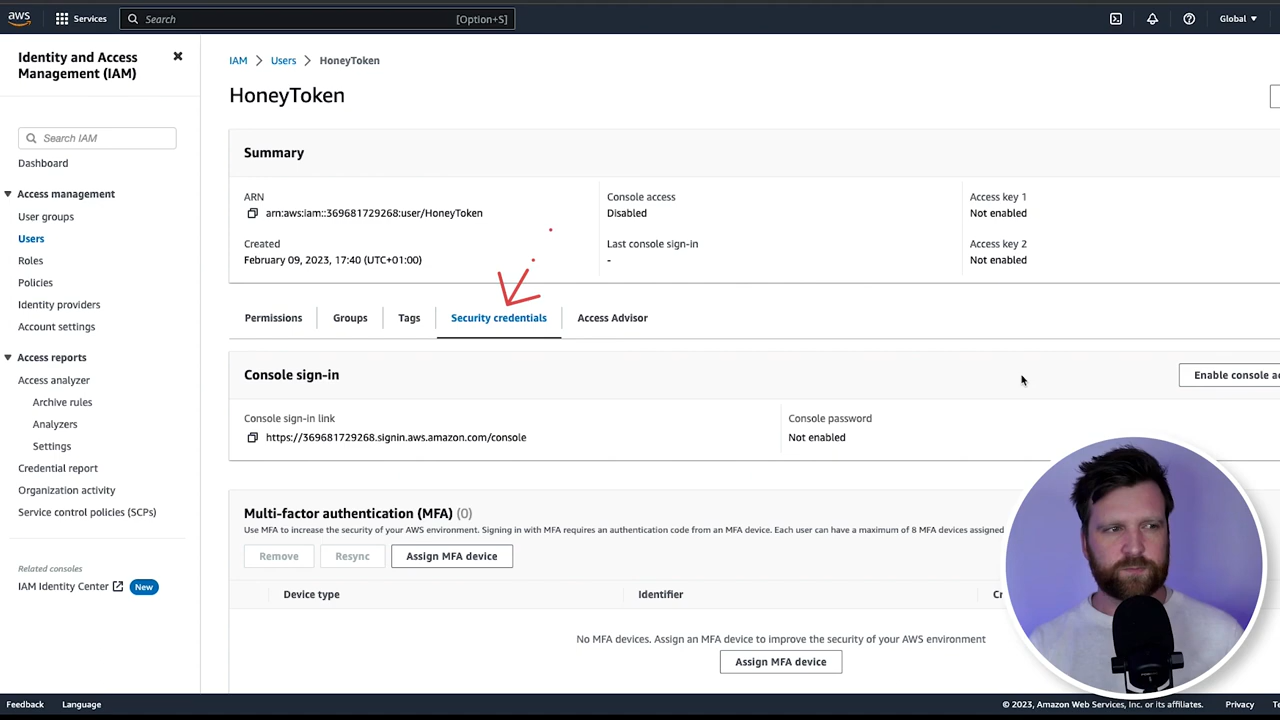 aws
Services
Search
[Option+S]
Global
Identity and Access
Management (IAM)
Search IAM
Dashboard
Access management
User groups
Users
Roles
Policies
Identity providers
Account settings
Access reports
Access analyzer
Archive rules
Analyzers
Settings
Credential report
Organization activity
Service control policies (SCPs)
Related consoles
IAM Identity Center
New
IAM > Users > HoneyToken
HoneyToken
Summary
ARN
arn:aws:iam::369681729268:user/HoneyToken
Created
February 09, 2023, 17:40 (UTC+01:00)
Console access
Disabled
Last console sign-in
-
Access key 1
Not enabled
Access key 2
Not enabled
Permissions
Groups
Tags
Security credentials
Access Advisor
Console sign-in
Enable console ac
Console sign-in link
https://369681729268.signin.aws.amazon.com/console
Console password
Not enabled
Multi-factor authentication (MFA) (0)
Use MFA to increase the security of your AWS environment. Signing in with MFA requires an authentication code from an MFA device. Each user can have a maximum of 8 MFA devices assigned
Remove
Resync
Assign MFA device
Device type
Identifier
No MFA devices. Assign an MFA device to improve the security of your AWS environment
Assign MFA device
Feedback
Language
© 2023, Amazon Web Services, Inc. or its affiliates.
Privacy